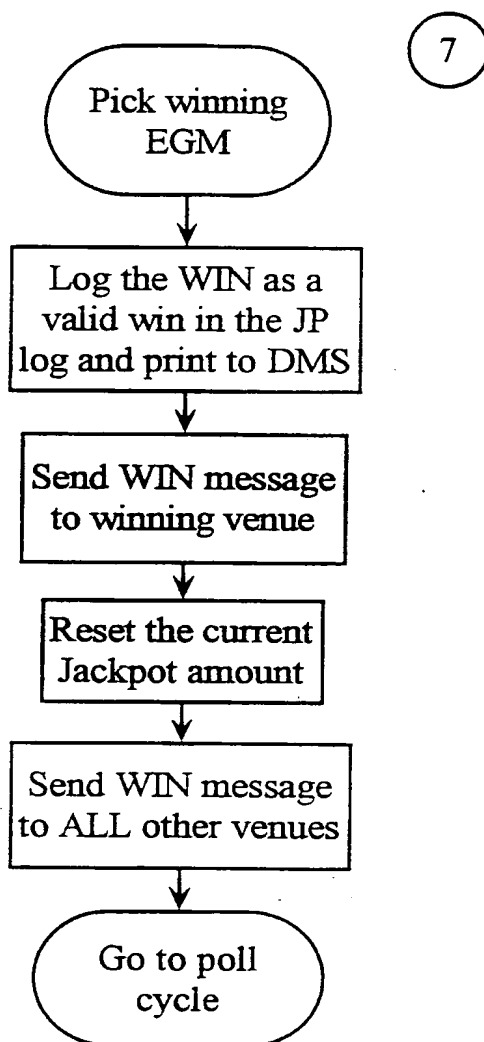 7
Pick winning
EGM
Log the WIN as a
valid win in the JP
log and print to DMS
Send WIN message
to winning venue
Reset the current
Jackpot amount
Send WIN message
to ALL other venues
Go to poll
cycle